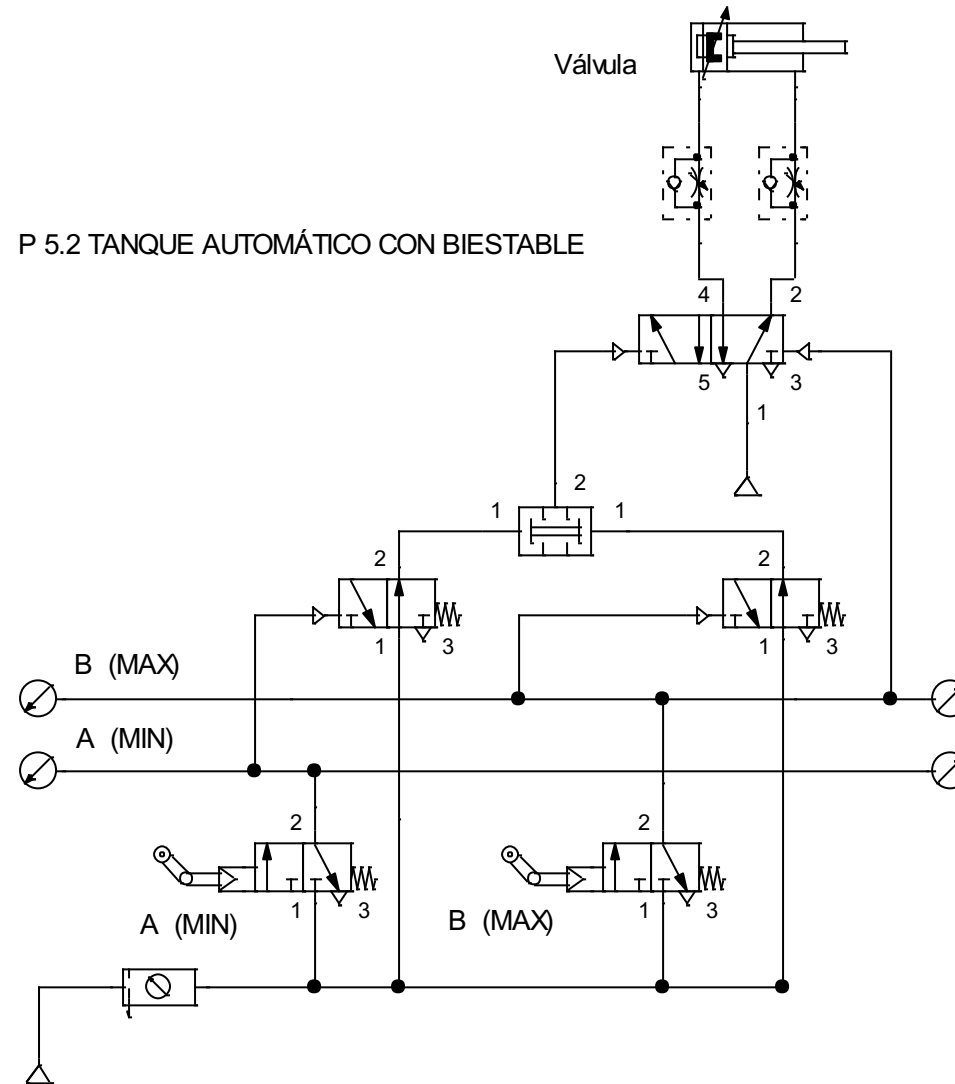 Válvula
P 5.2 TANQUE AUTOMÁTICO CON BIESTABLE
4 2
5 3
1
2
1 1
2 2
1 3 1 3
B (MAX)
A (MIN)
2 2
1 3 1 3
A (MIN) B (MAX)